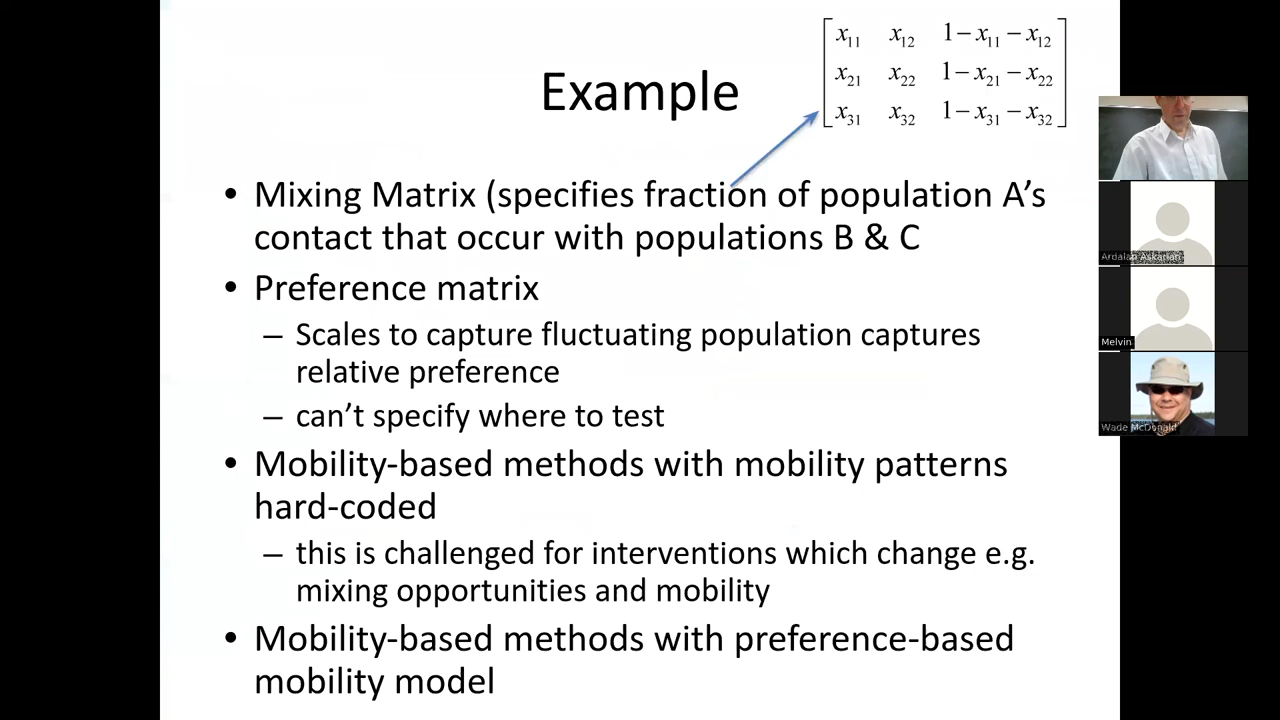 Example
x11 x12 1−x11−x12
x21 x22 1−x21−x22
x31 x32 1−x31−x32
• Mixing Matrix (specifies fraction of population A’s
contact that occur with populations B & C
• Preference matrix
– Scales to capture fluctuating population captures
relative preference
– can’t specify where to test
• Mobility-based methods with mobility patterns
hard-coded
– this is challenged for interventions which change e.g.
mixing opportunities and mobility
• Mobility-based methods with preference-based
mobility model
Ardalan Askarian
Melvin
Wade McDonald